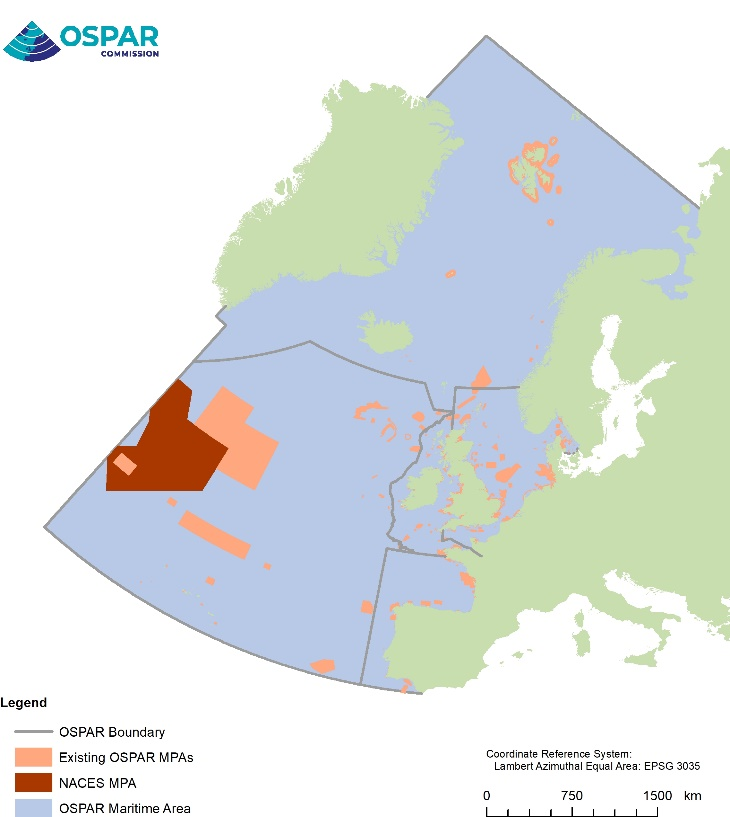 OSPAR
COMMISSION
Legend
OSPAR Boundary
Existing OSPAR MPAs
NACES MPA
OSPAR Maritime Area
Coordinate Reference System:
Lambert Azimuthal Equal Area: EPSG 3035
0 750 1500 km